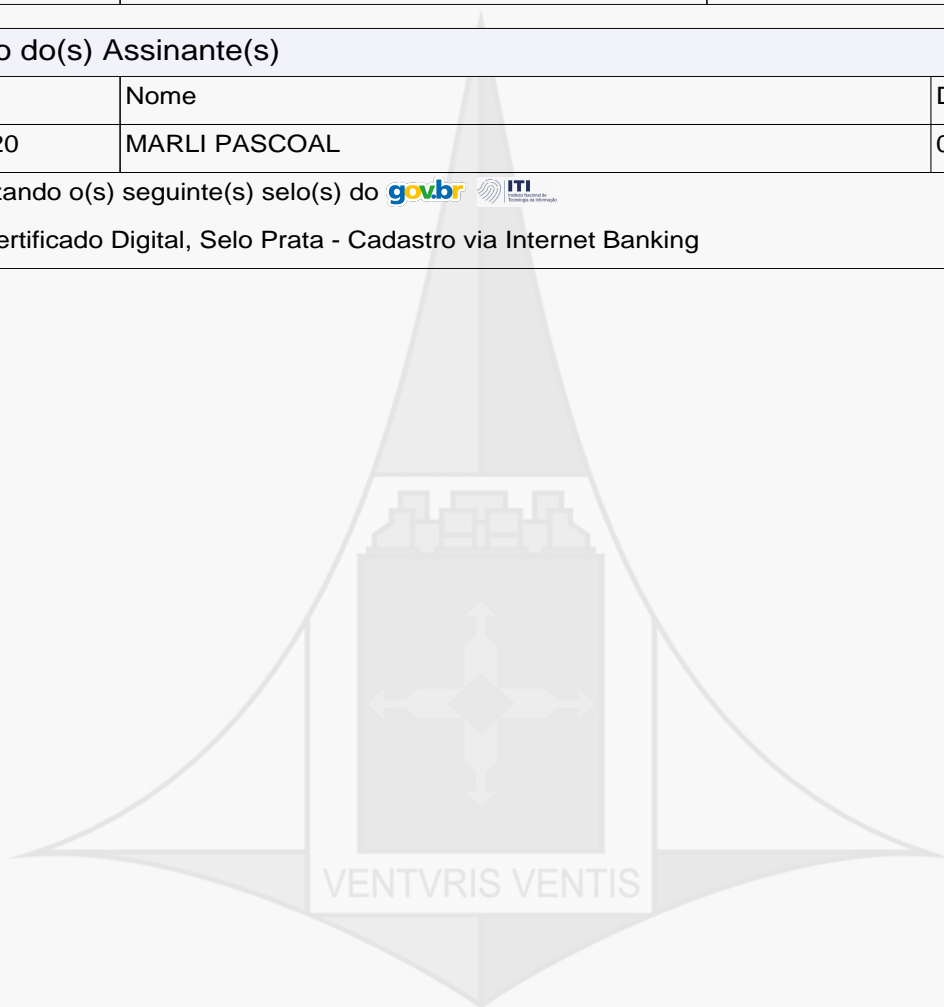 o do(s) Assinante(s)
Nome
20 MARLI PASCOAL
zando o(s) seguinte(s) selo(s) do gov.br ITI
ertificado Digital, Selo Prata - Cadastro via Internet Banking
VENTVRIS VENTIS